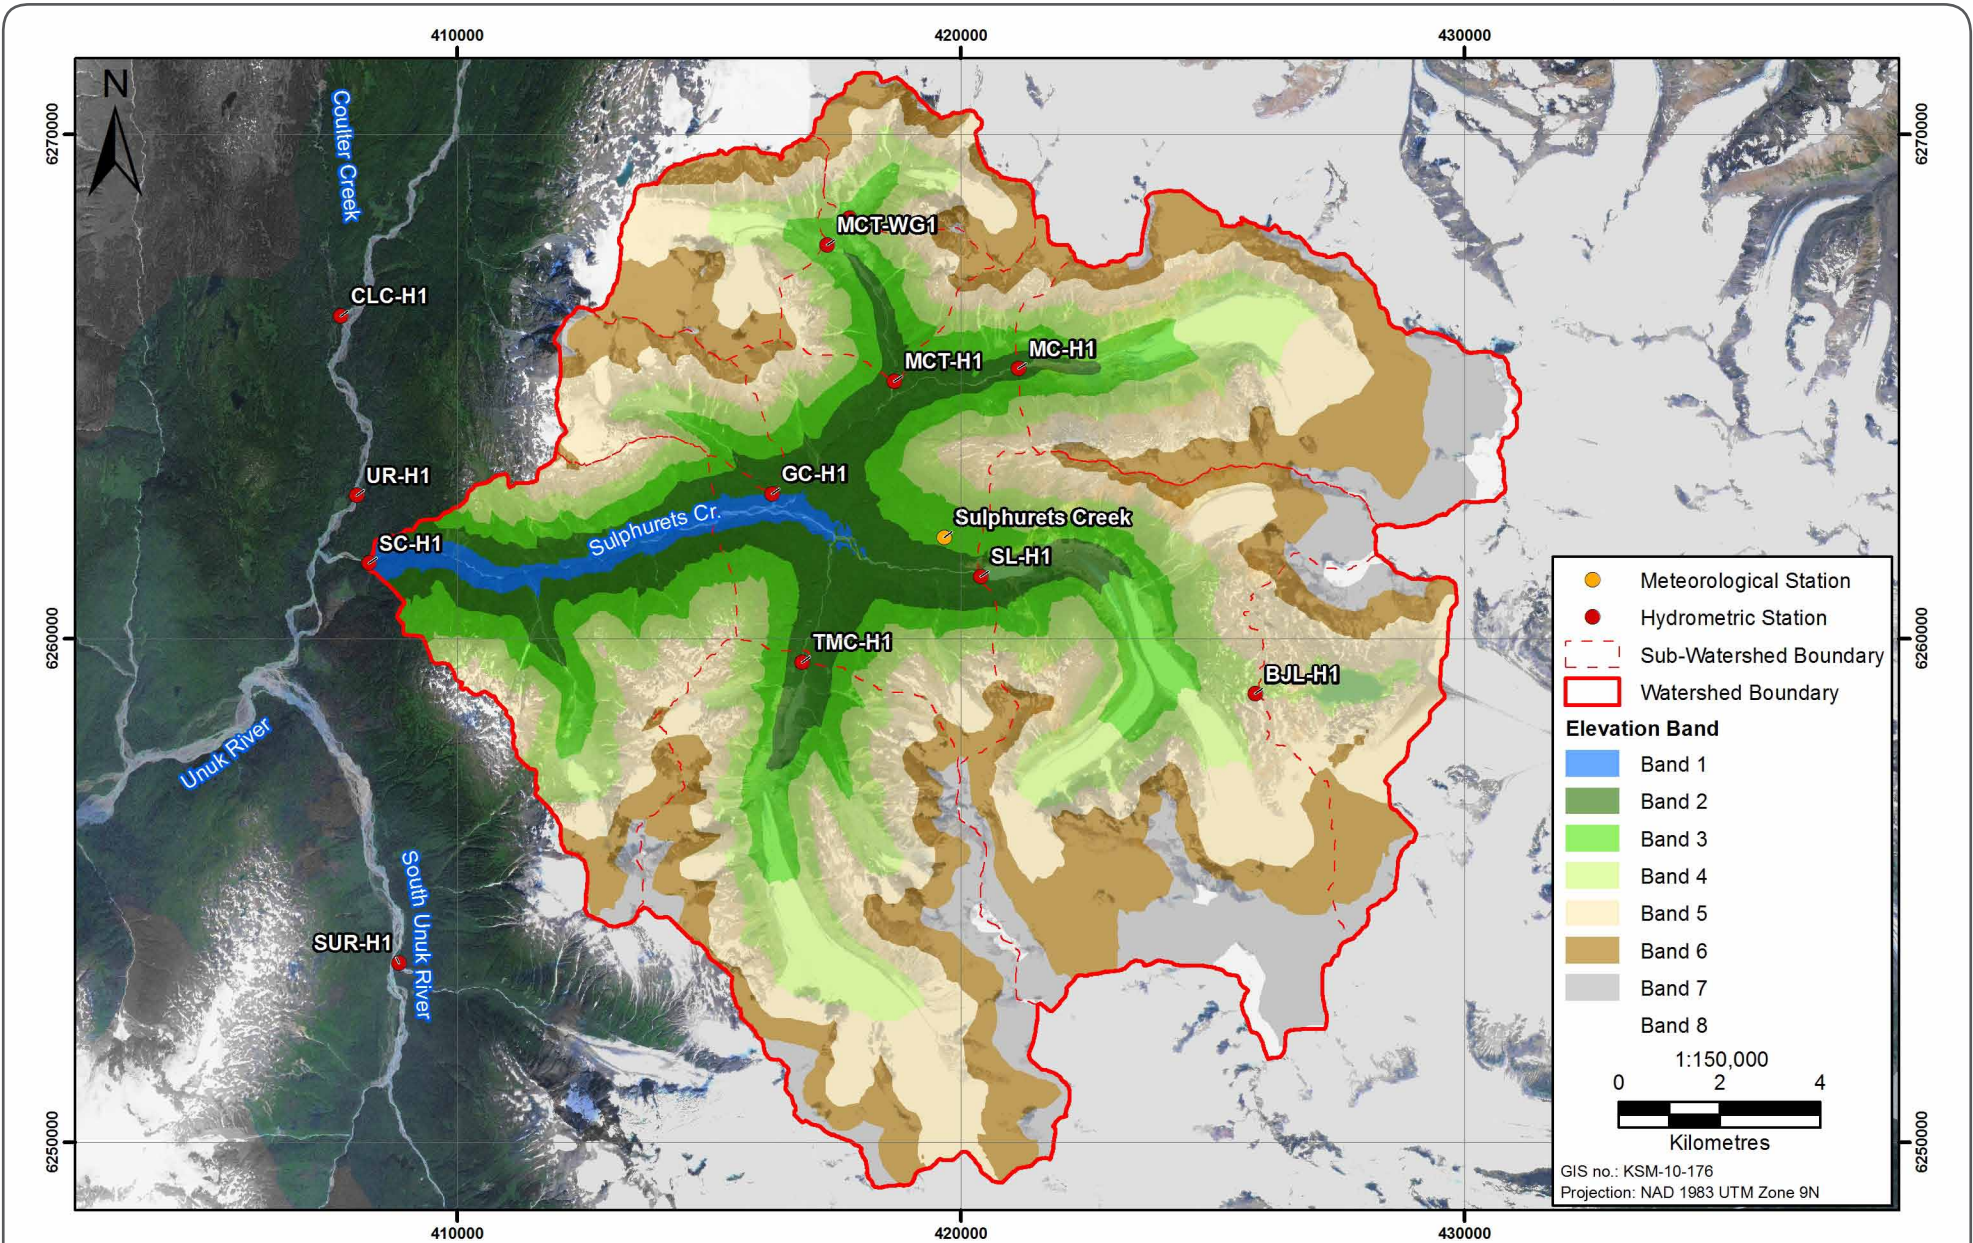 410000
420000
430000
N
6270000
6270000
Coulter Creek
MCT-WG1
CLC-H1
MCT-H1
MC-H1
GC-H1
UR-H1
Sulphurets Cr.
Sulphurets Creek
SC-H1
SL-H1
6260000
6260000
TMC-H1
BJL-H1
Unuk River
South Unuk River
SUR-H1
Meteorological Station
Hydrometric Station
Sub-Watershed Boundary
Watershed Boundary
Elevation Band
Band 1
Band 2
Band 3
Band 4
Band 5
Band 6
Band 7
Band 8
1:150,000
0 2 4
Kilometres
GIS no.: KSM-10-176
Projection: NAD 1983 UTM Zone 9N
6250000
6250000
410000
420000
430000